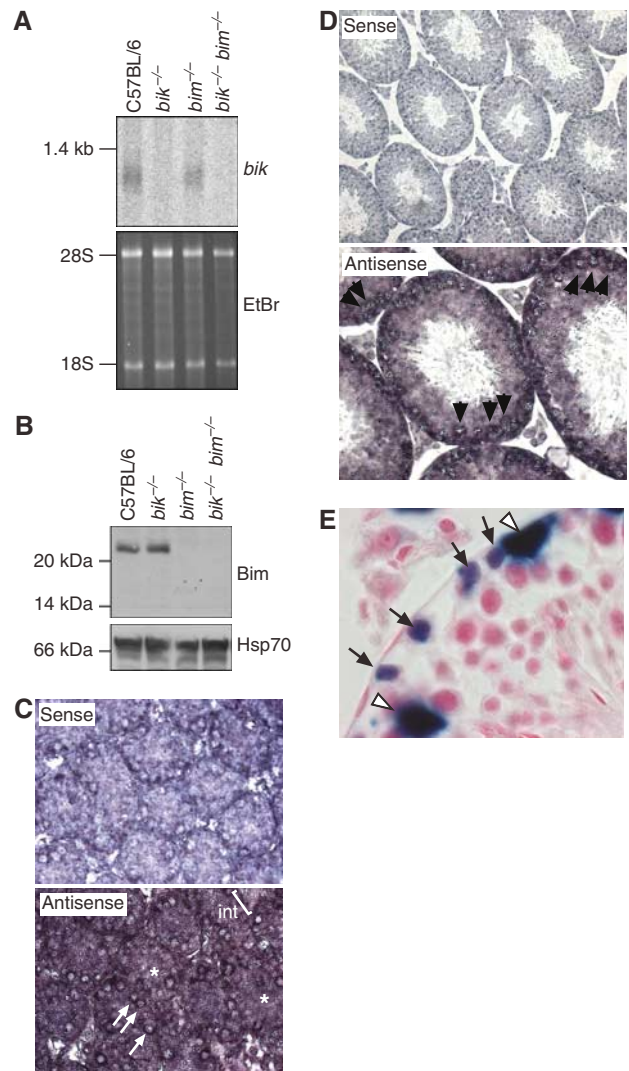 A
C57BL/6
bik−/−
bim−/−
bik−/− bim−/−
1.4 kb
bik
28S
EtBr
18S
B
C57BL/6
bik−/−
bim−/−
bik−/− bim−/−
20 kDa
Bim
14 kDa
66 kDa
Hsp70
C
Sense
Antisense
int
*
*
D
Sense
Antisense
E